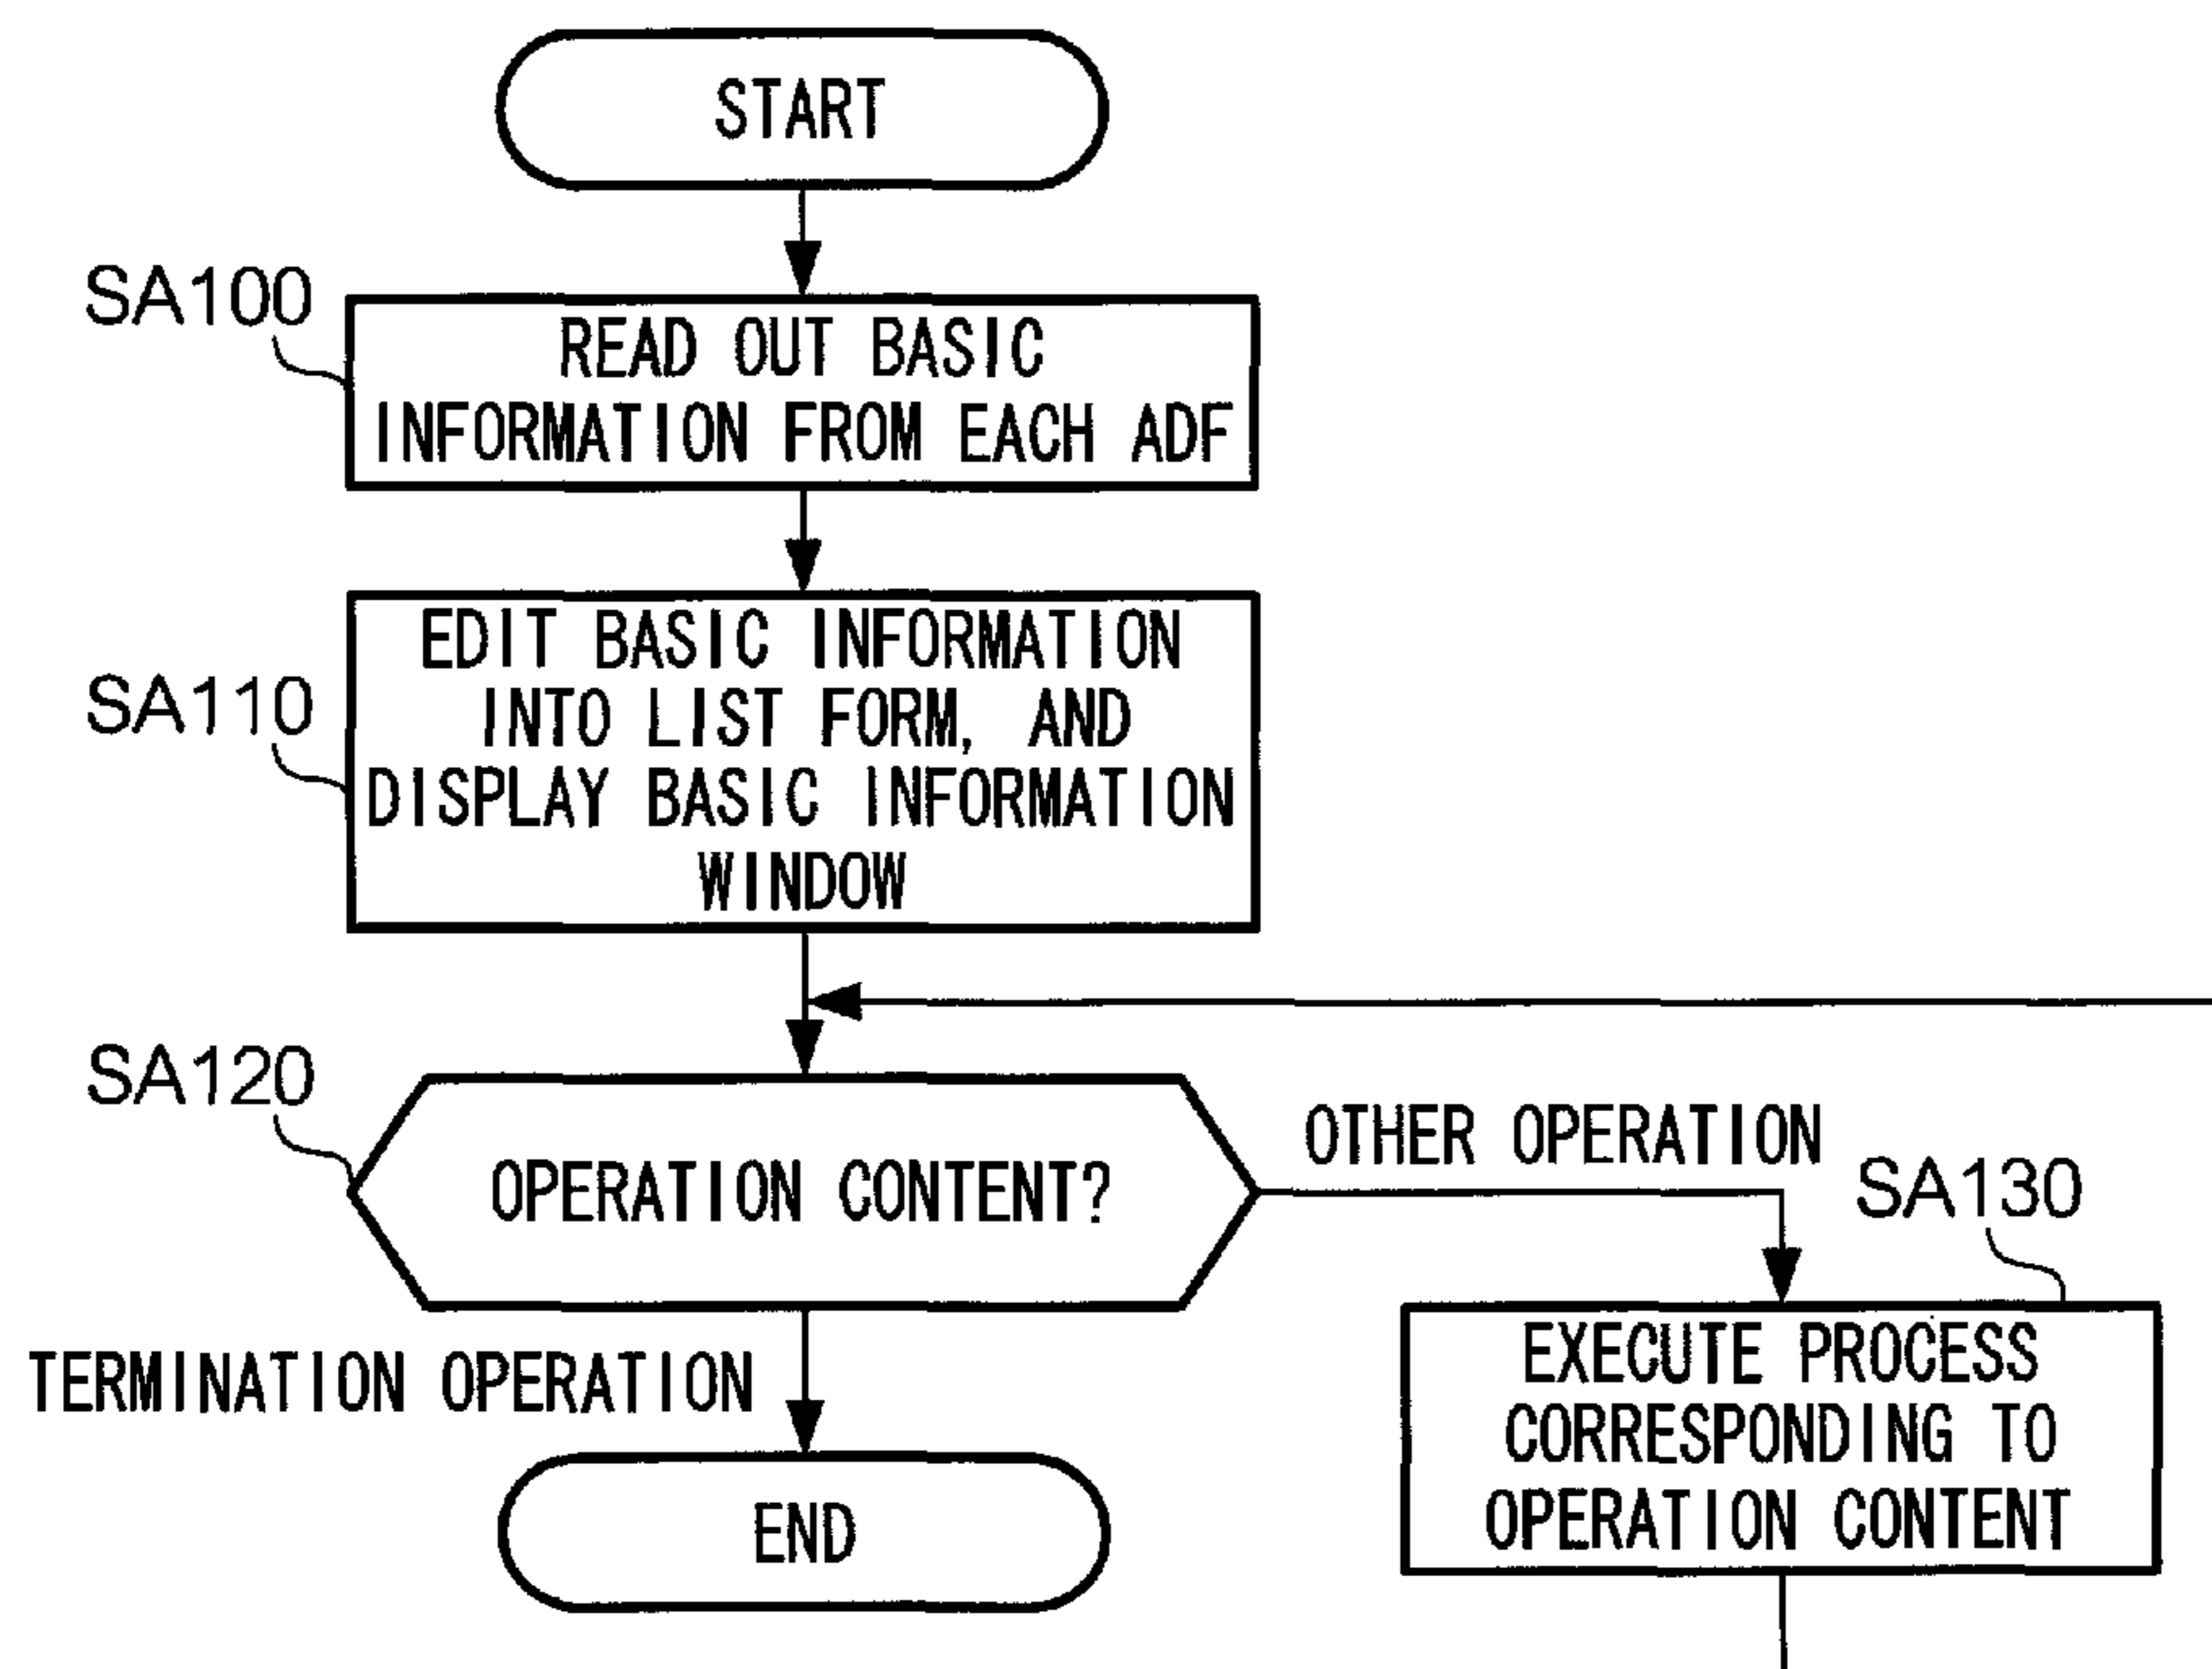 START
SA100
READ OUT BASIC
INFORMATION FROM EACH ADF
SA110
EDIT BASIC INFORMATION
INTO LIST FORM, AND
DISPLAY BASIC INFORMATION
WINDOW
SA120
OPERATION CONTENT?
OTHER OPERATION
SA130
EXECUTE PROCESS
CORRESPONDING TO
OPERATION CONTENT
TERMINATION OPERATION
END